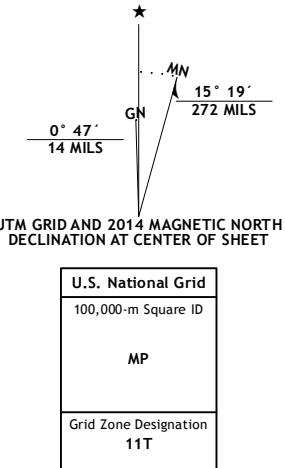 ★
MN
GN
15° 19´
272 MILS
0° 47´
14 MILS
UTM GRID AND 2014 MAGNETIC NORTH
DECLINATION AT CENTER OF SHEET
U.S. National Grid
100,000-m Square ID
MP
Grid Zone Designation
11T